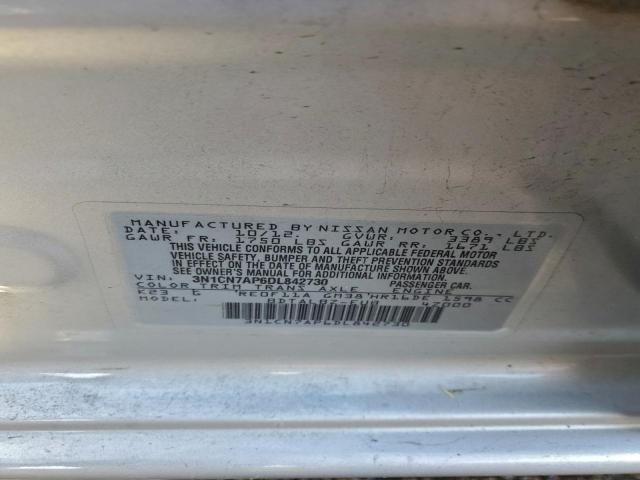 MANUFACTURED BY NISSAN MOTOR CO., LTD.
DATE: 10/12. GVWR: 3389 LBS
GAWR FR: 1750 LBS GAWR RR: 1671 LBS
THIS VEHICLE CONFORMS TO ALL APPLICABLE FEDERAL MOTOR
VEHICLE SAFETY, BUMPER AND THEFT PREVENTION STANDARDS
IN EFFECT ON THE DATE OF MANUFACTURE SHOWN ABOVE.
SEE OWNER'S MANUAL FOR ADDITIONAL INFORMATION.
VIN: 3N1CN7AP6DL842730 PASSENGER CAR.
COLOR TRIM TRANS AXLE ENGINE
K23 G RE0F11A GM38 HR16DE 1598 CC
MODEL: 47000
3N1CN7AP6DL842730